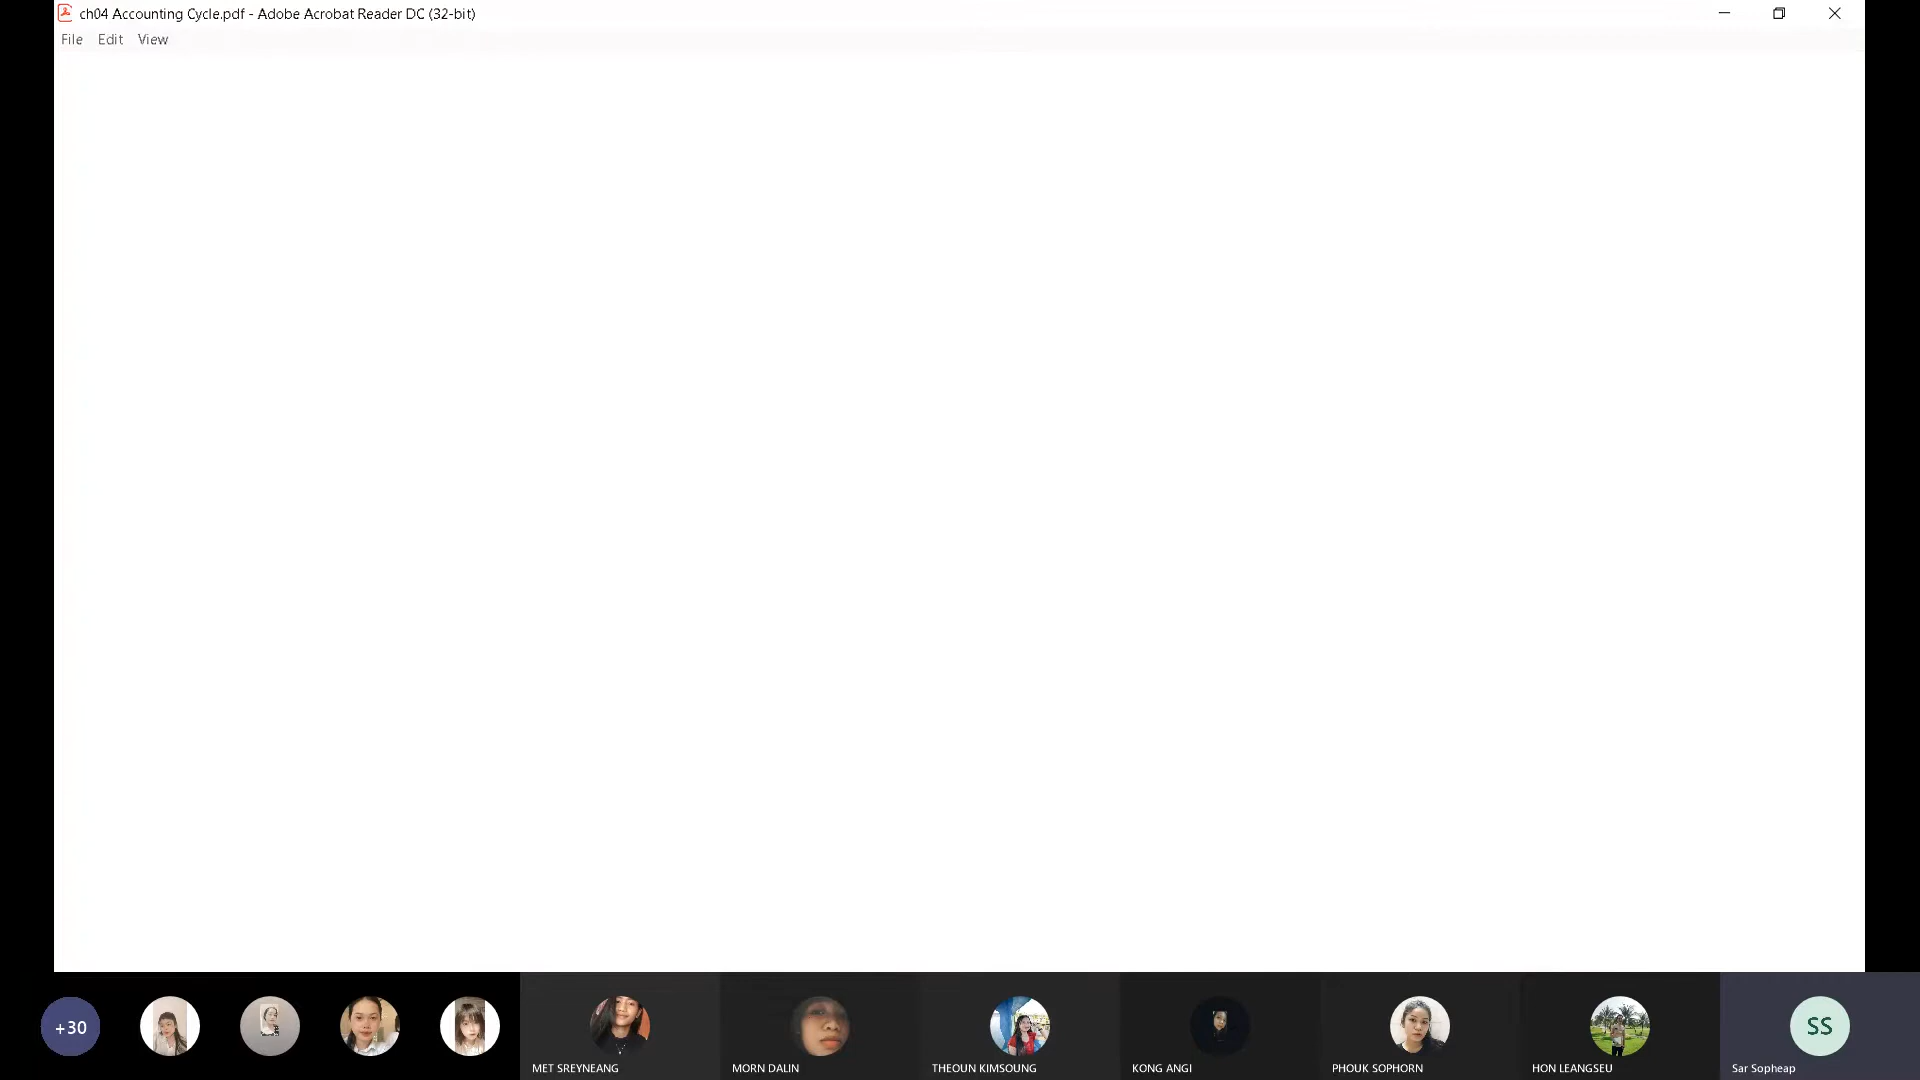 ch04 Accounting Cycle.pdf - Adobe Acrobat Reader DC (32-bit)
File Edit View
+30
SS
MET SREYNEANG
MORN DALIN
THEOUN KIMSOUNG
KONG ANGI
PHOUK SOPHORN
HON LEANGSEU
Sar Sopheap